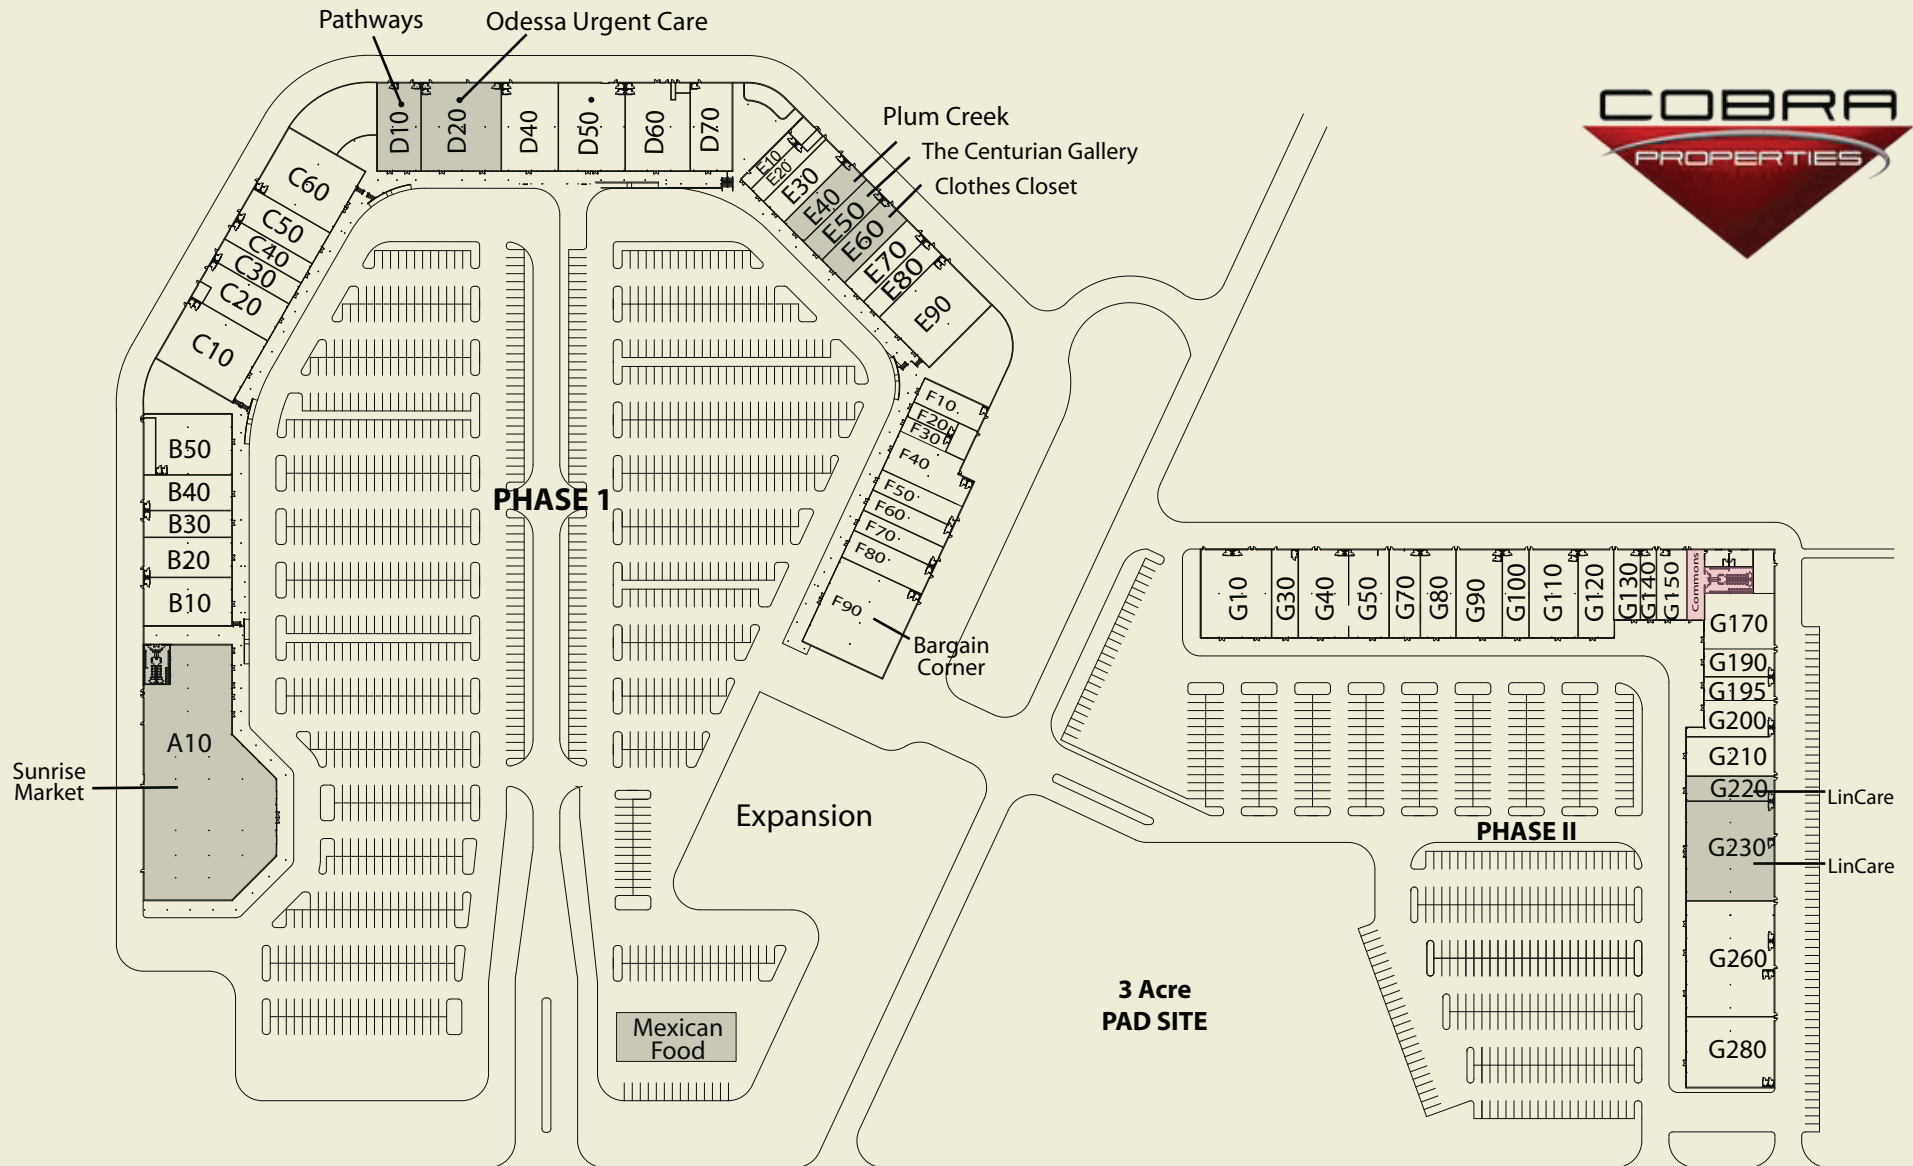 Pathways
Odessa Urgent Care
COBRA
PROPERTIES
Plum Creek
The Centurian Gallery
Clothes Closet
D10
D20
D40
D50
D60
D70
E10
E20
E30
E40
E50
E60
E70
E80
E90
C60
C50
C40
C30
C20
C10
B50
B40
B30
B20
B10
F10
F20
F30
F40
F50
F60
F70
F80
F90
Bargain
Corner
PHASE 1
A10
Sunrise
Market
Expansion
Mexican
Food
3 Acre
PAD SITE
G10
G30
G40
G50
G70
G80
G90
G100
G110
G120
G130
G140
G150
Commons
G170
G190
G195
G200
G210
G220
LinCare
PHASE II
G230
LinCare
G260
G280